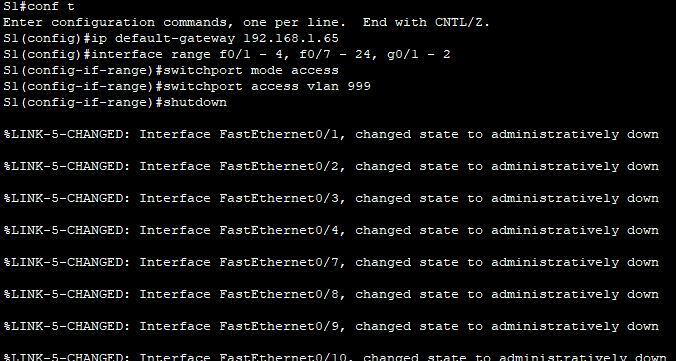 S1#conf t
Enter configuration commands, one per line.  End with CNTL/Z.
S1(config)#ip default-gateway 192.168.1.65
S1(config)#interface range f0/1 - 4, f0/7 - 24, g0/1 - 2
S1(config-if-range)#switchport mode access
S1(config-if-range)#switchport access vlan 999
S1(config-if-range)#shutdown
%LINK-5-CHANGED: Interface FastEthernet0/1, changed state to administratively down
%LINK-5-CHANGED: Interface FastEthernet0/2, changed state to administratively down
%LINK-5-CHANGED: Interface FastEthernet0/3, changed state to administratively down
%LINK-5-CHANGED: Interface FastEthernet0/4, changed state to administratively down
%LINK-5-CHANGED: Interface FastEthernet0/7, changed state to administratively down
%LINK-5-CHANGED: Interface FastEthernet0/8, changed state to administratively down
%LINK-5-CHANGED: Interface FastEthernet0/9, changed state to administratively down
%LINK-5-CHANGED: Interface FastEthernet0/10, changed state to administratively down